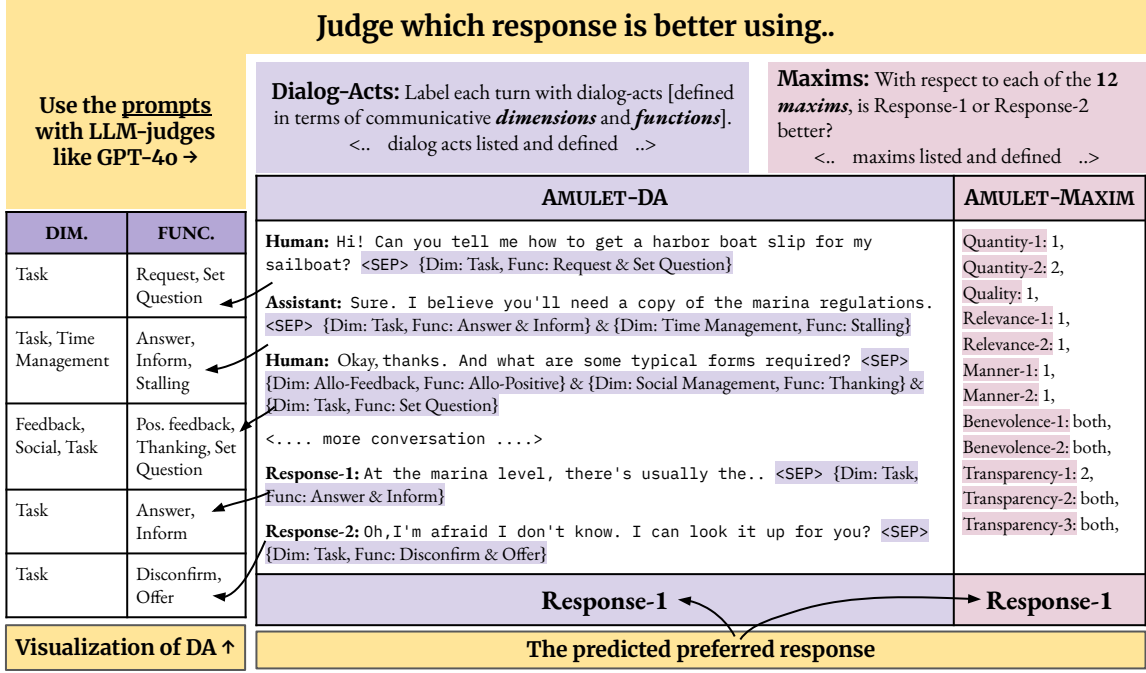 Judge which response is better using..
Use the prompts
with LLM-judges
like GPT-4o →
Dialog-Acts: Label each turn with dialog-acts [defined
in terms of communicative dimensions and functions].
<.. dialog acts listed and defined ..>
Maxims: With respect to each of the 12
maxims, is Response-1 or Response-2
better?
<.. maxims listed and defined ..>
DIM.
FUNC.
Task
Request, Set
Question
Task, Time
Management
Answer,
Inform,
Stalling
Feedback,
Social, Task
Pos. feedback,
Thanking, Set
Question
Task
Answer,
Inform
Task
Disconfirm,
Offer
Visualization of DA ↑
AMULET-DA
Human: Hi! Can you tell me how to get a harbor boat slip for my
sailboat? <SEP> {Dim: Task, Func: Request & Set Question}
Assistant: Sure. I believe you'll need a copy of the marina regulations.
<SEP> {Dim: Task, Func: Answer & Inform} & {Dim: Time Management, Func: Stalling}
Human: Okay, thanks. And what are some typical forms required? <SEP>
{Dim: Allo-Feedback, Func: Allo-Positive} & {Dim: Social Management, Func: Thanking} &
{Dim: Task, Func: Set Question}
<.... more conversation ....>
Response-1: At the marina level, there's usually the.. <SEP> {Dim: Task,
Func: Answer & Inform}
Response-2: Oh,I'm afraid I don't know. I can look it up for you? <SEP>
{Dim: Task, Func: Disconfirm & Offer}
Response-1
AMULET-MAXIM
Quantity-1: 1,
Quantity-2: 2,
Quality: 1,
Relevance-1: 1,
Relevance-2: 1,
Manner-1: 1,
Manner-2: 1,
Benevolence-1: both,
Benevolence-2: both,
Transparency-1: 2,
Transparency-2: both,
Transparency-3: both,
Response-1
The predicted preferred response